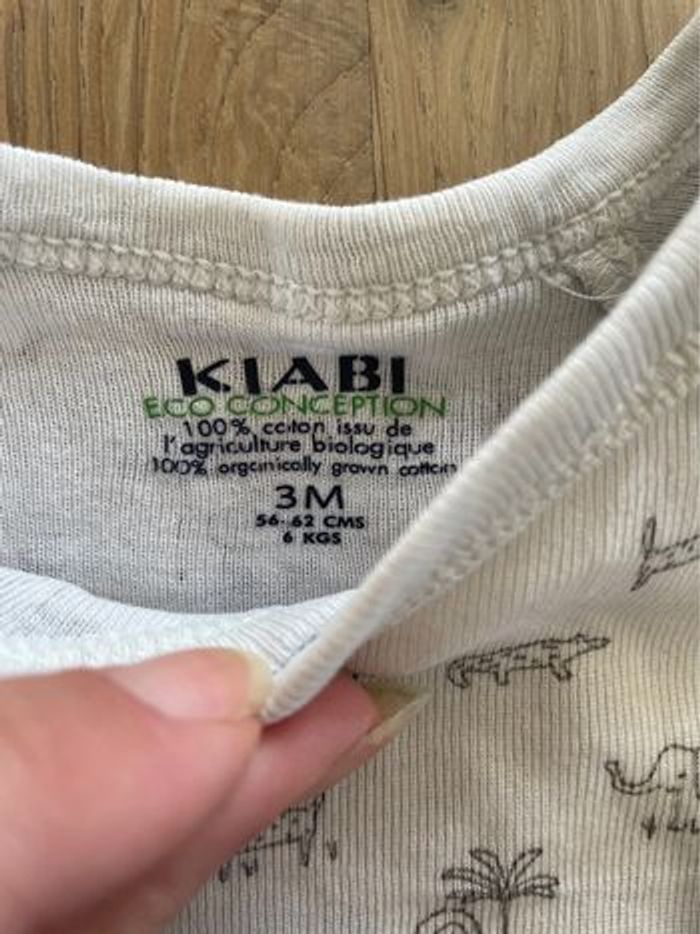 KIABI
ECO CONCEPTION
100% coton issu de
l'agriculture biologique
100% organically grown cotton
3M
56-62 CMS
6 KGS